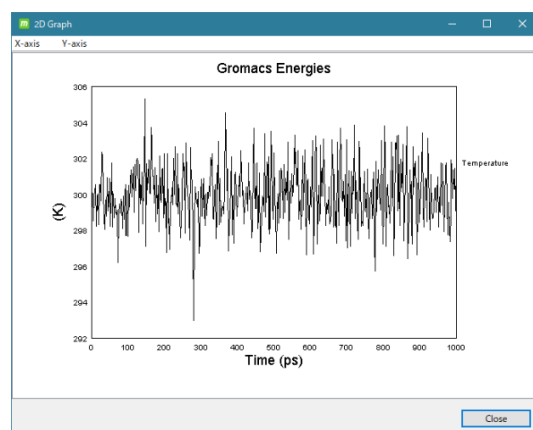 2D Graph
X-axis Y-axis
Gromacs Energies
306
304
302
300
298
296
294
292
(K)
Temperature
0 100 200 300 400 500 600 700 800 900 1000
Time (ps)
Close